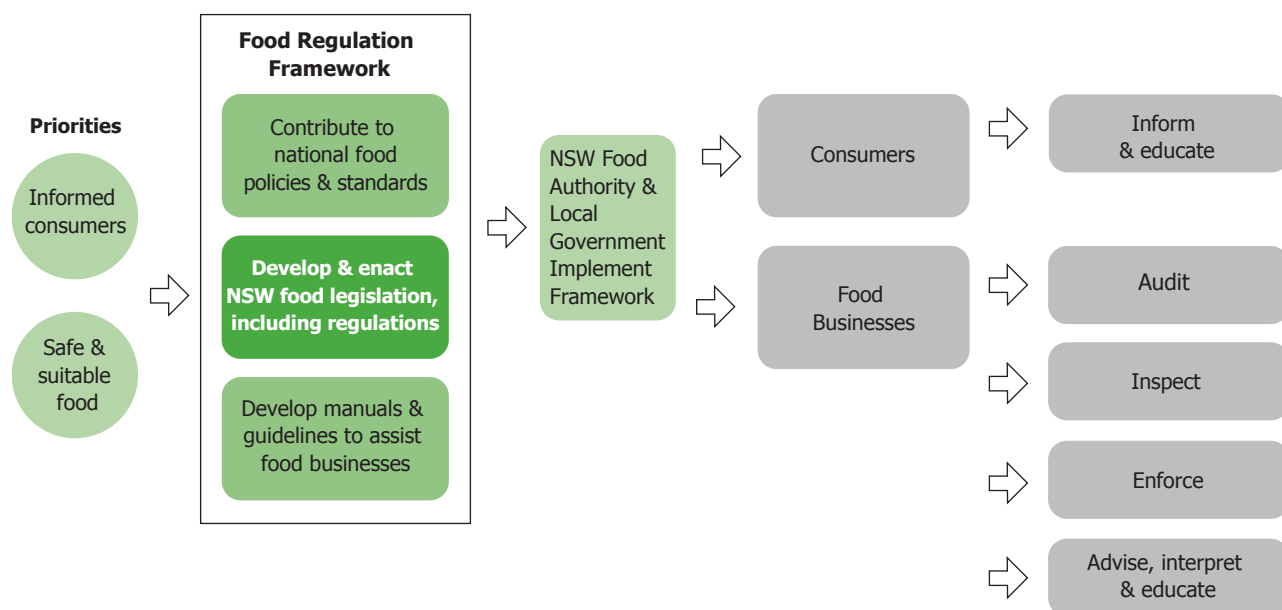 Food Regulation
Framework
Priorities
Informed
consumers
Safe &
suitable
food
Contribute to
national food
policies & standards
Develop & enact
NSW food legislation,
including regulations
Develop manuals &
guidelines to assist
food businesses
NSW Food
Authority &
Local
Government
Implement
Framework
Consumers
Food
Businesses
Inform
& educate
Audit
Inspect
Enforce
Advise, interpret
& educate